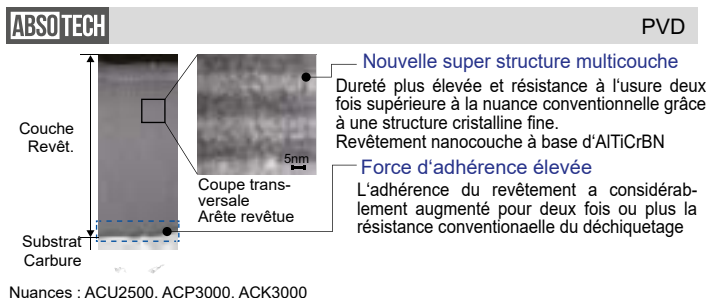 ABSOTECH
PVD
Nouvelle super structure multicouche
Dureté plus élevée et résistance à l‘usure deux
fois supérieure à la nuance conventionnelle grâce
à une structure cristalline fine.
Revêtement nanocouche à base d‘AlTiCrBN
Force d‘adhérence élevée
L‘adhérence du revêtement a considérab-
lement augmenté pour deux fois ou plus la
résistance conventionaelle du déchiquetage
Couche
Revêt.
5nm
Coupe trans-
versale
Arête revêtue
Substrat
Carbure
Nuances : ACU2500, ACP3000, ACK3000